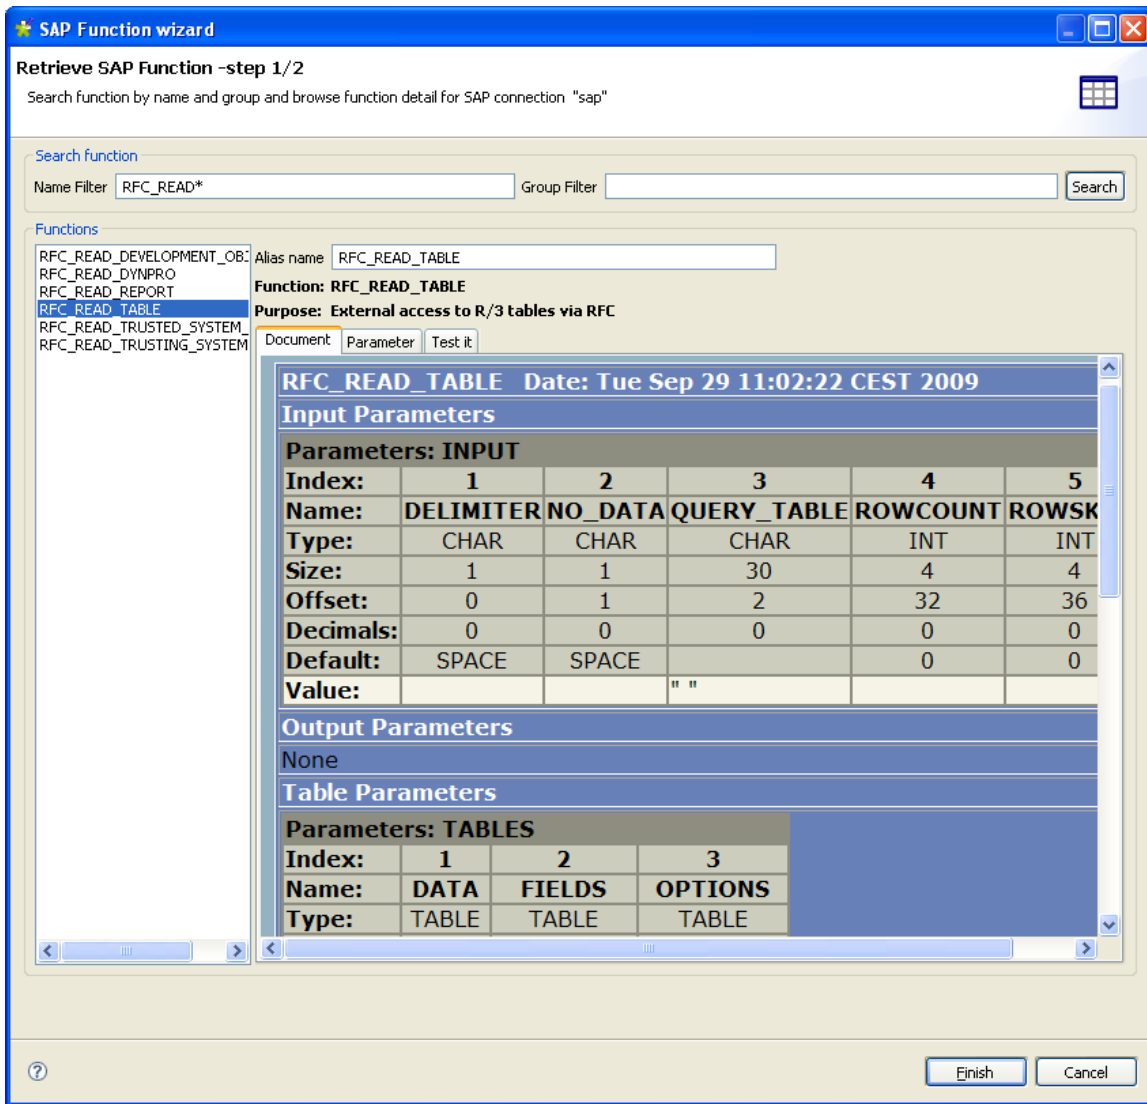 SAP Function wizard
Retrieve SAP Function -step 1/2
Search function by name and group and browse function detail for SAP connection "sap"
Search function
Name Filter RFC_READ* Group Filter Search
Functions
RFC_READ_DEVELOPMENT_OBJ
RFC_READ_DYNPRO
RFC_READ_REPORT
RFC_READ_TABLE
RFC_READ_TRUSTED_SYSTEM_
RFC_READ_TRUSTING_SYSTEM
Alias name RFC_READ_TABLE
Function: RFC_READ_TABLE
Purpose: External access to R/3 tables via RFC
Document Parameter Test it
RFC_READ_TABLE Date: Tue Sep 29 11:02:22 CEST 2009
Input Parameters
Parameters: INPUT
Index: 1 2 3 4 5
Name: DELIMITER NO_DATA QUERY_TABLE ROWCOUNT ROWSK
Type: CHAR CHAR CHAR INT INT
Size: 1 1 30 4 4
Offset: 0 1 2 32 36
Decimals: 0 0 0 0 0
Default: SPACE SPACE 0 0
Value: " "
Output Parameters
None
Table Parameters
Parameters: TABLES
Index: 1 2 3
Name: DATA FIELDS OPTIONS
Type: TABLE TABLE TABLE
Finish Cancel